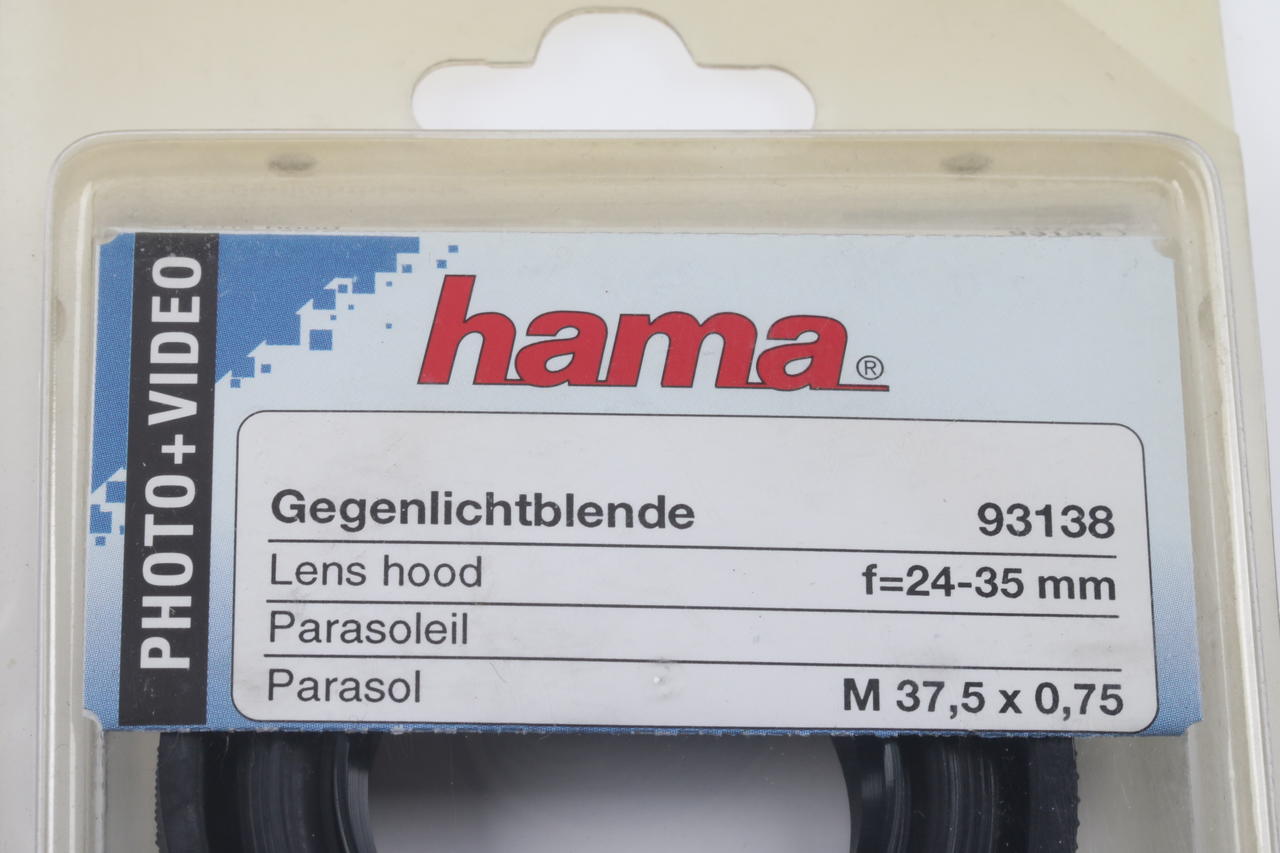 PHOTO+VIDEO
hama®
Gegenlichtblende 93138
Lens hood f=24-35 mm
Parasoleil
Parasol M 37,5 x 0,75